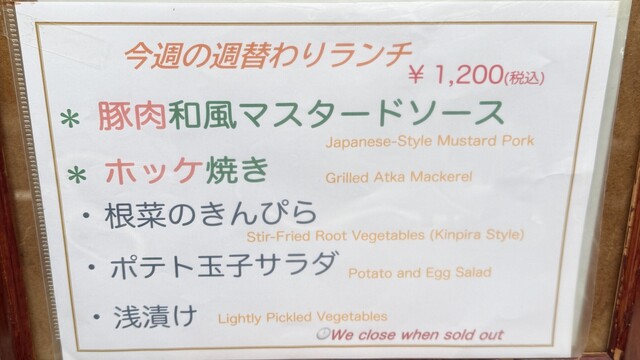 今週の週替わりランチ
¥ 1,200(税込)
* 豚肉和風マスタードソース
Japanese-Style Mustard Pork
* ホッケ焼き
Grilled Atka Mackerel
・根菜のきんぴら
Stir-Fried Root Vegetables (Kinpira Style)
・ポテト玉子サラダ
Potato and Egg Salad
・浅漬け
Lightly Pickled Vegetables
◎We close when sold out